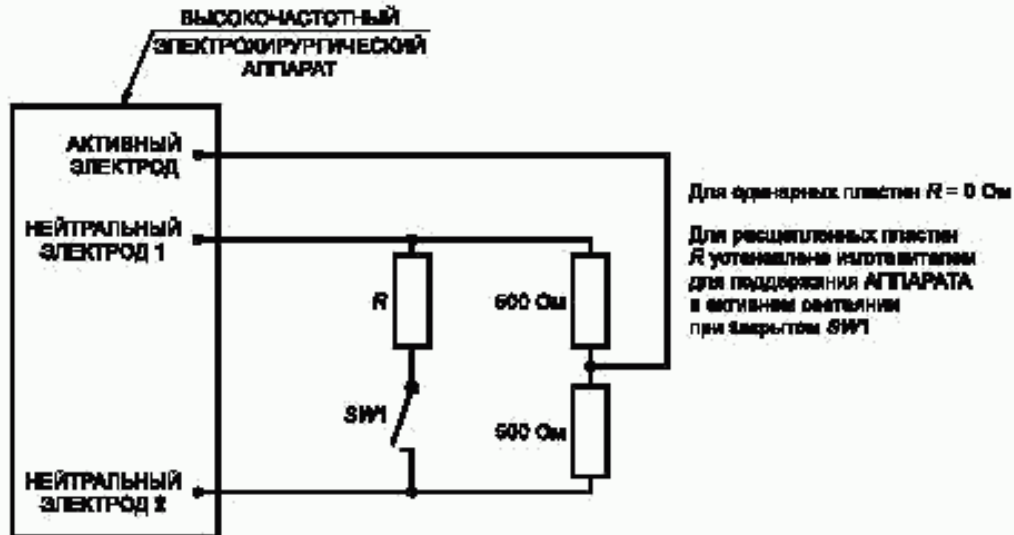 ВЫСОКОЧАСТОТНЫЙ
ЭЛЕКТРОХИРУРГИЧЕСКИЙ
АППАРАТ
АКТИВНЫЙ
ЭЛЕКТРОД
НЕЙТРАЛЬНЫЙ
ЭЛЕКТРОД 1
R
500 Ом
SW1
500 Ом
НЕЙТРАЛЬНЫЙ
ЭЛЕКТРОД 2
Для одинарных пластин R = 0 Ом
Для расщепленных пластин
R установлено изготовителем
для поддержания АППАРАТА
в активном состоянии
при закрытом SW1